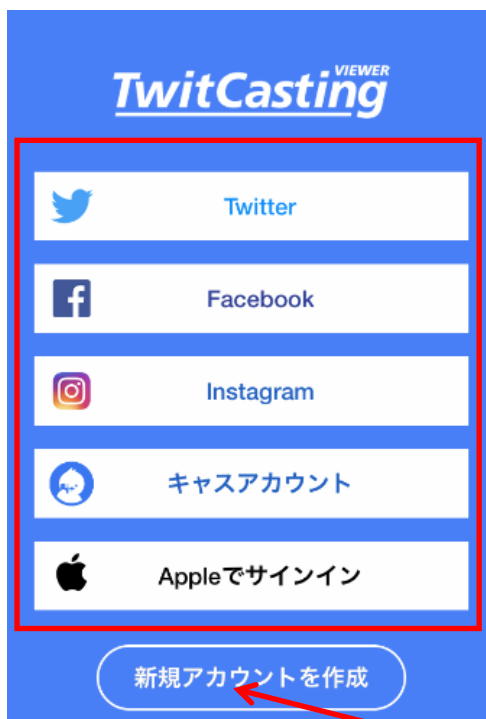 VIEWER
TwitCasting
Twitter
Facebook
Instagram
キャスアカウント
Appleでサインイン
新規アカウントを作成